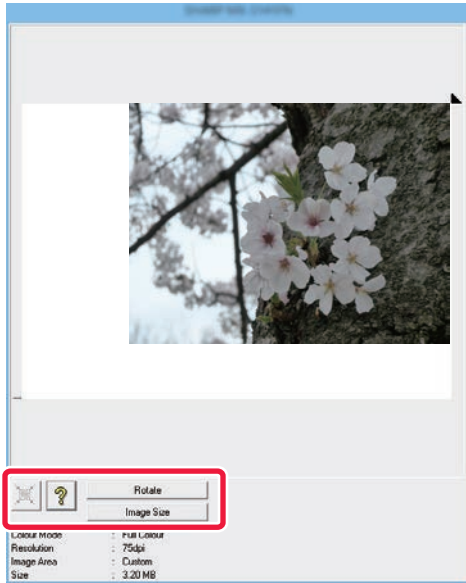 ?
Rotate
Image Size
Colour Mode : Full Colour
Resolution : 75dpi
Image Area : Custom
Size : 3.20 MB